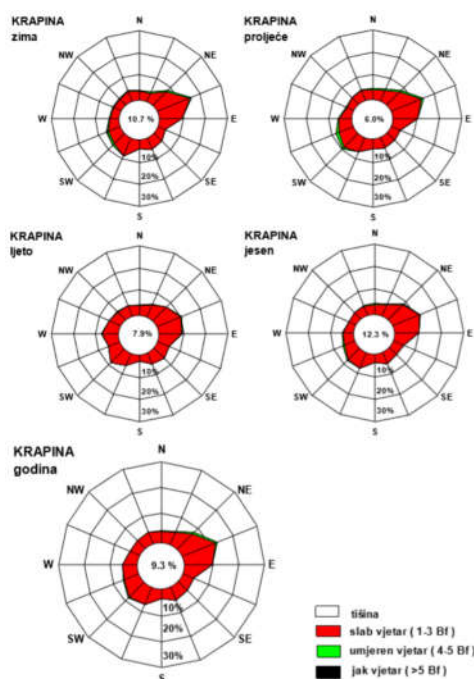 KRAPINA
zima
N
NE
E
SE
S
SW
W
NW
10.7 %
10%
20%
30%
KRAPINA
proljeće
N
NE
E
SE
S
SW
W
NW
6.0%
10%
20%
30%
KRAPINA
ljeto
N
NE
E
SE
S
SW
W
NW
7.9%
10%
20%
30%
KRAPINA
jesen
N
NE
E
SE
S
SW
W
NW
12.3 %
10%
20%
30%
KRAPINA
godina
N
NE
E
SE
S
SW
W
NW
9.3 %
10%
20%
30%
tišina
slab vjetar ( 1-3 Bf )
umjeren vjetar ( 4-5 Bf )
jak vjetar ( >5 Bf )